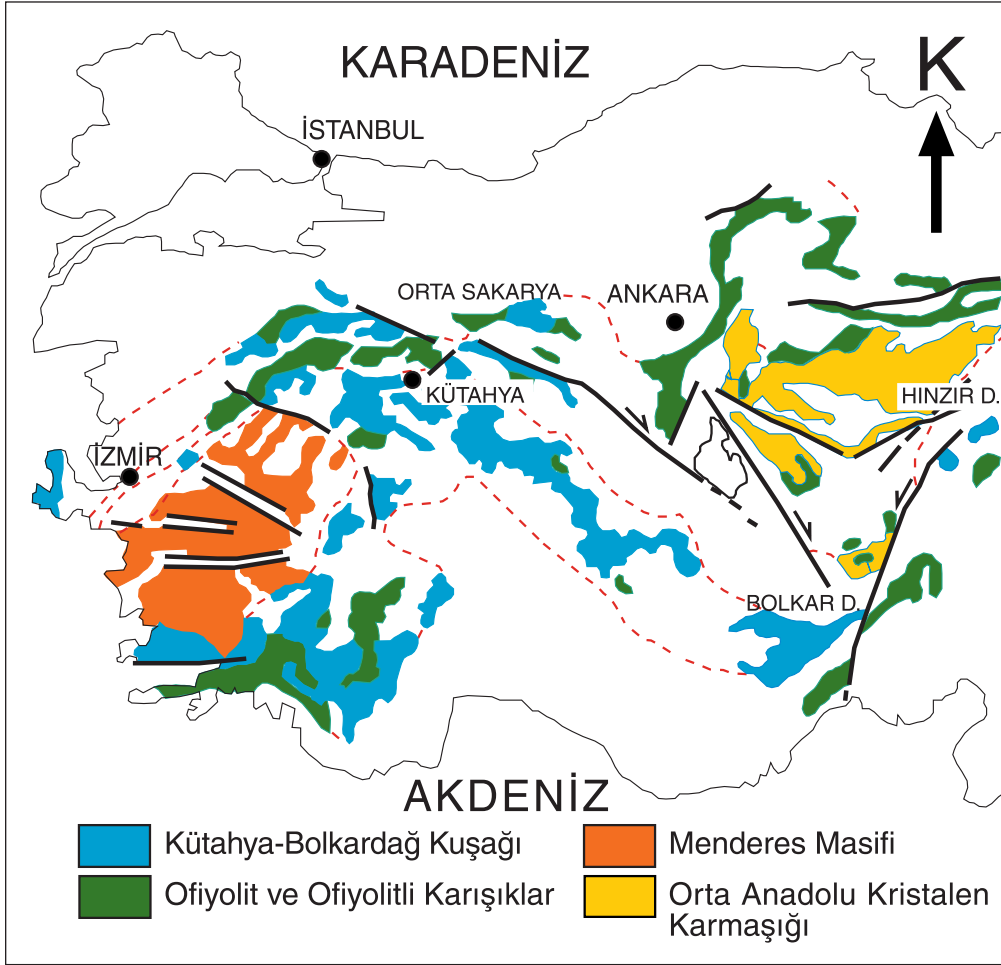 KARADENİZ
K
İSTANBUL
ORTA SAKARYA
ANKARA
KÜTAHYA
HINZIR D.
İZMİR
BOLKAR D.
AKDENİZ
Kütahya-Bolkardağ Kuşağı
Menderes Masifi
Ofiyolit ve Ofiyolitli Karışıklar
Orta Anadolu Kristalen
Karmaşığı